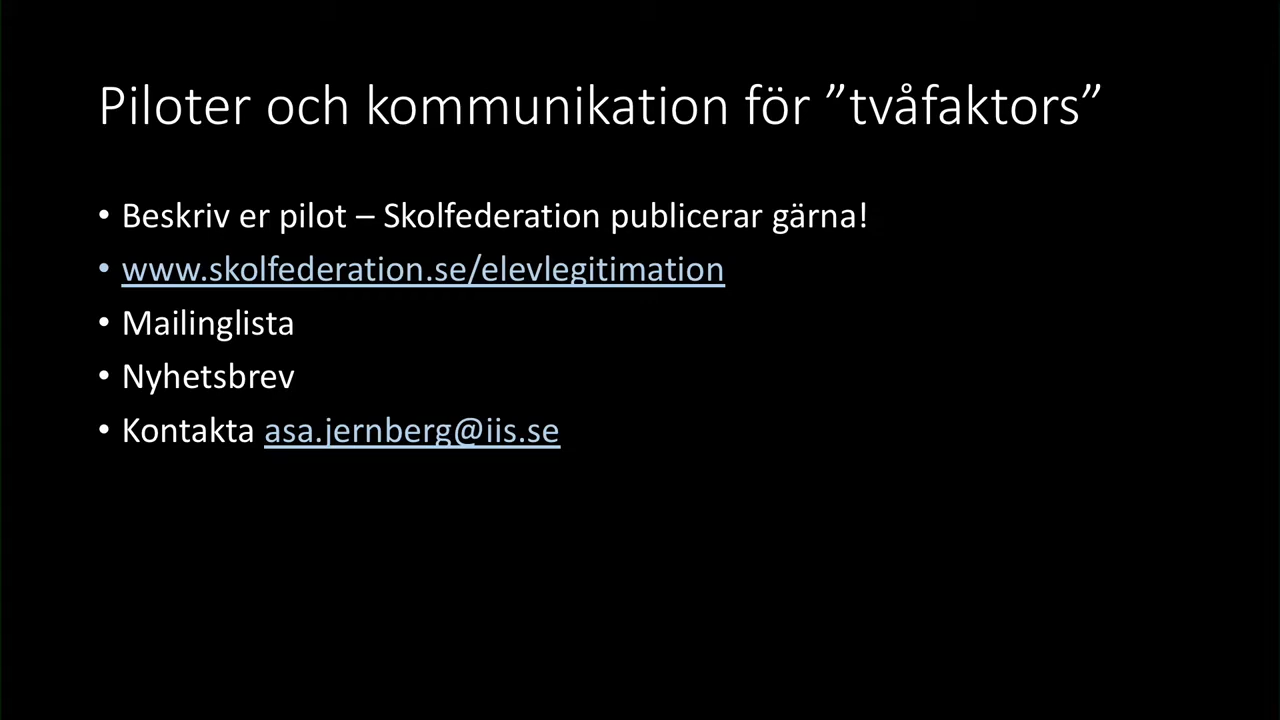 Piloter och kommunikation för ”tvåfaktors”
• Beskriv er pilot – Skolfederation publicerar gärna!
• www.skolfederation.se/elevlegitimation
• Mailinglista
• Nyhetsbrev
• Kontakta asa.jernberg@iis.se